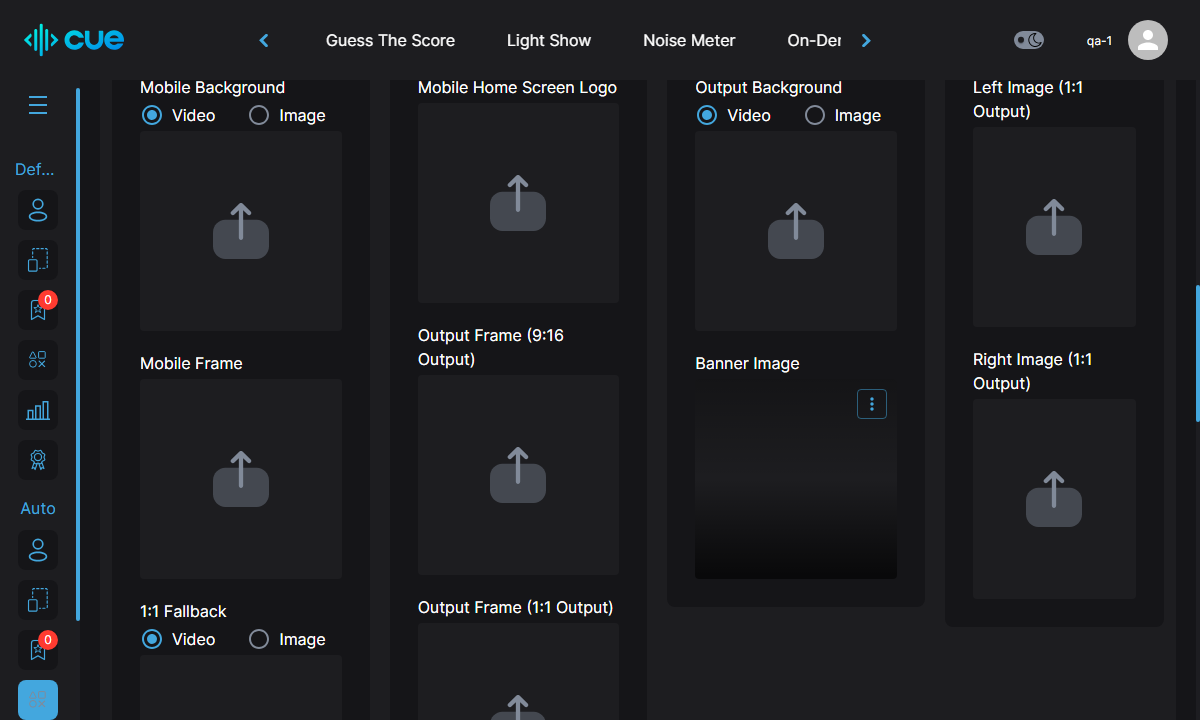 cue
Guess The Score
Light Show
Noise Meter
On-Der
qa-1
Def...
0
Auto
0
Mobile Background
Video
Image
Mobile Frame
1:1 Fallback
Video
Image
Mobile Home Screen Logo
Output Frame (9:16
Output)
Output Frame (1:1 Output)
Output Background
Video
Image
Banner Image
Left Image (1:1
Output)
Right Image (1:1
Output)